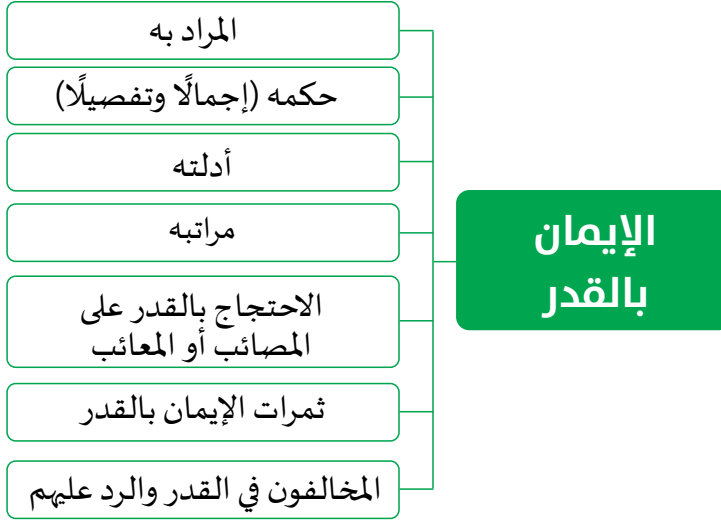 الإيمان
بالقدر
المراد به
حكمه (إجمالًا وتفصيلًا)
أدلته
مراتبه
الاحتجاج بالقدر على
المصائب أو المعائب
ثمرات الإيمان بالقدر
المخالفون في القدر والرد عليهم